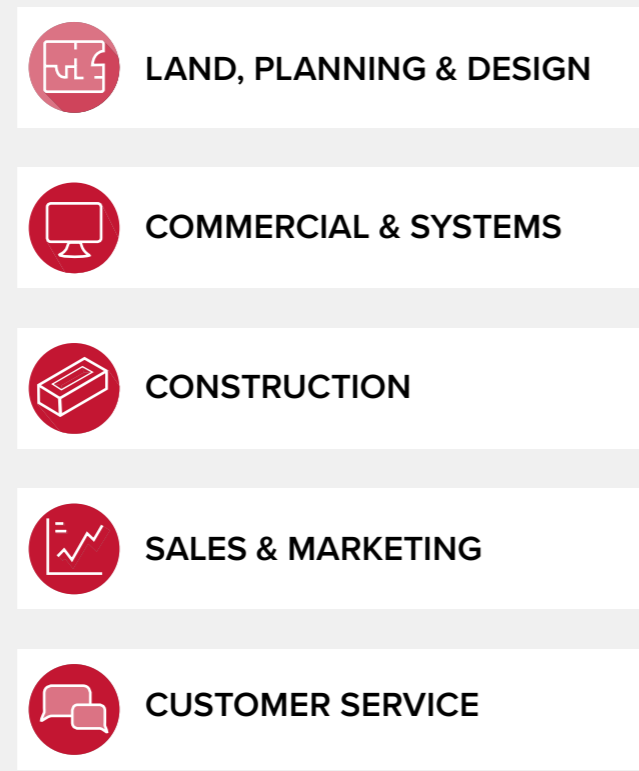 LAND, PLANNING & DESIGN
COMMERCIAL & SYSTEMS
CONSTRUCTION
SALES & MARKETING
CUSTOMER SERVICE